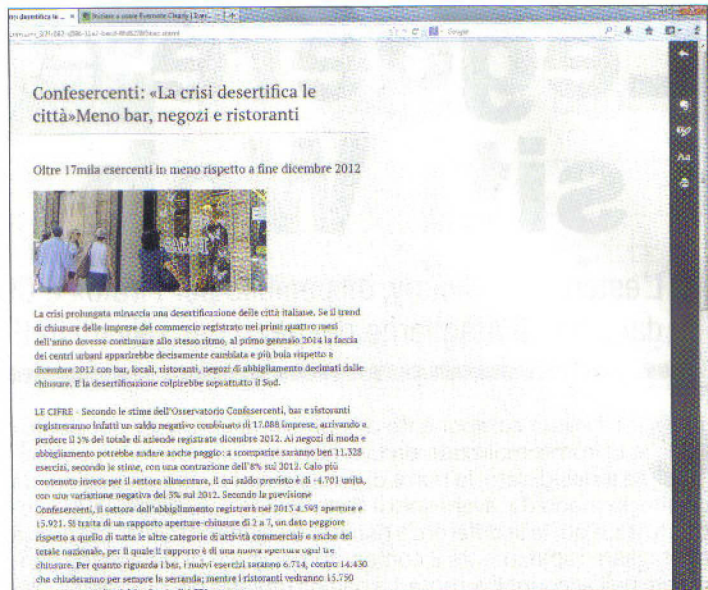 Iniziare a usare Evernote Clearly | Ever...
Google
Confesercenti: «La crisi desertifica le
città»Meno bar, negozi e ristoranti
Oltre 17mila esercenti in meno rispetto a fine dicembre 2012
La crisi prolungata minaccia una desertificazione delle città italiane. Se il trend
di chiusure delle imprese del commercio registrato nei primi quattro mesi
dell'anno dovesse continuare allo stesso ritmo, al primo gennaio 2014 la faccia
dei centri urbani apparirebbe decisamente cambiata e più buia rispetto a
dicembre 2012 con bar, locali, ristoranti, negozi di abbigliamento decimati dalle
chiusure. E la desertificazione colpirebbe soprattutto il Sud.
LE CIFRE - Secondo le stime dell'Osservatorio Confesercenti, bar e ristoranti
registreranno infatti un saldo negativo combinato di 17.088 imprese, arrivando a
perdere il 5% del totale di aziende registrate dicembre 2012. Ai negozi di moda e
abbigliamento potrebbe andare anche peggio: a scomparire saranno ben 11.328
esercizi, secondo le stime, con una contrazione dell'8% sul 2012. Calo più
contenuto invece per il settore alimentare, il cui saldo previsto è di -4.701 unità,
con una variazione negativa del 3% sul 2012. Secondo la previsione
Confesercenti, il settore dell'abbigliamento registrerà nel 2013 4.593 aperture e
15.921. Si tratta di un rapporto aperture-chiusure di 2 a 7, un dato peggiore
rispetto a quello di tutte le altre categorie di attività commerciali e anche del
totale nazionale, per il quale il rapporto è di una nuova apertura ogni tre
chiusure. Per quanto riguarda i bar, i nuovi esercizi saranno 6.714, contro 14.430
che chiuderanno per sempre la serranda; mentre i ristoranti vedranno 15.750
Aa